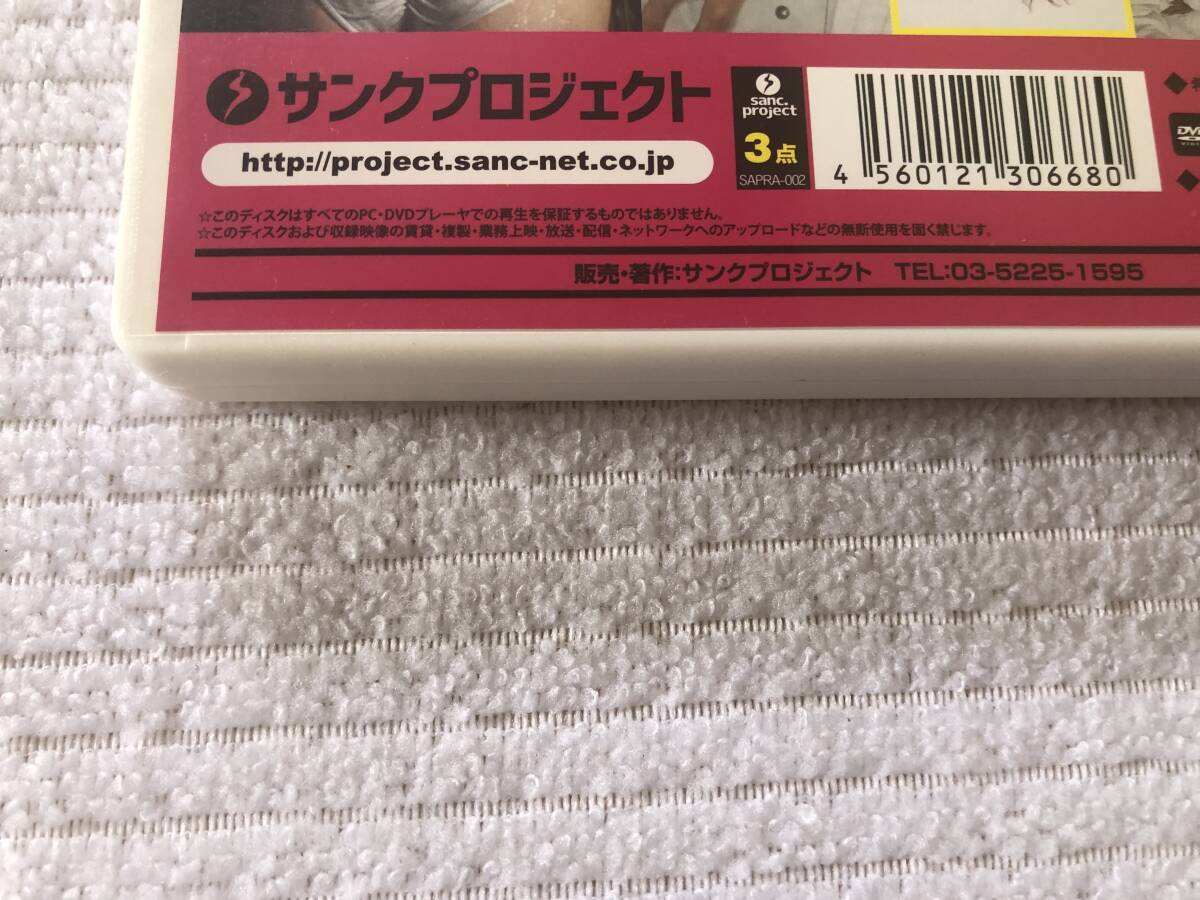 サンクプロジェクト
http://project.sanc-net.co.jp
sanc.
project
3点
SAPRA-002
4 560121 306680
DVD
☆このディスクはすべてのPC・DVDプレーヤでの再生を保証するものではありません。
☆このディスクおよび収録映像の賃貸・複製・業務上映・放送・配信・ネットワークへのアップロードなどの無断使用を固く禁じます。
販売・著作:サンクプロジェクト TEL:03-5225-1595